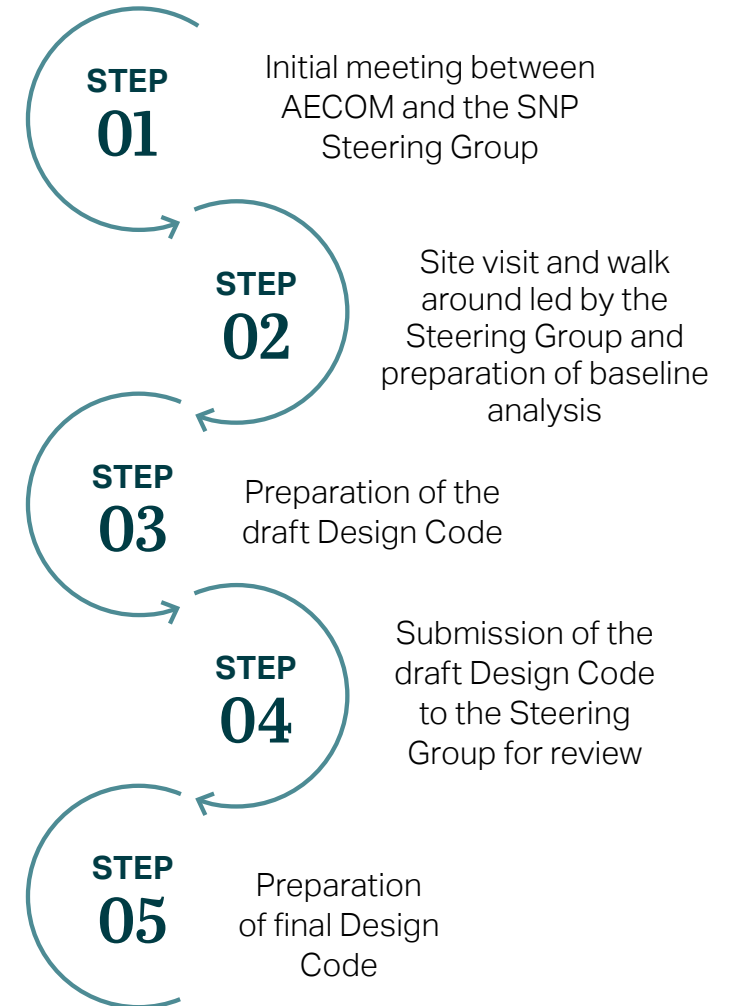 STEP
01
Initial meeting between
AECOM and the SNP
Steering Group
STEP
02
Site visit and walk
around led by the
Steering Group and
preparation of baseline
analysis
STEP
03
Preparation of the
draft Design Code
STEP
04
Submission of the
draft Design Code
to the Steering
Group for review
STEP
05
Preparation
of final Design
Code